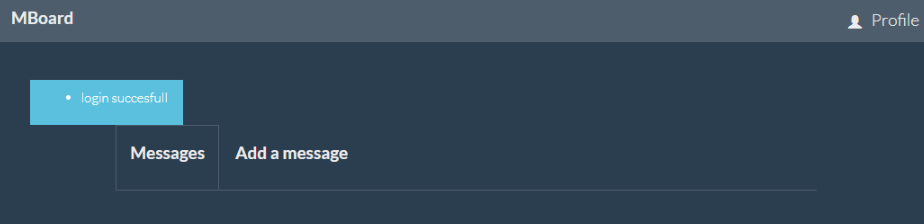 MBoard Profile
login succesfull
Messages Add a message